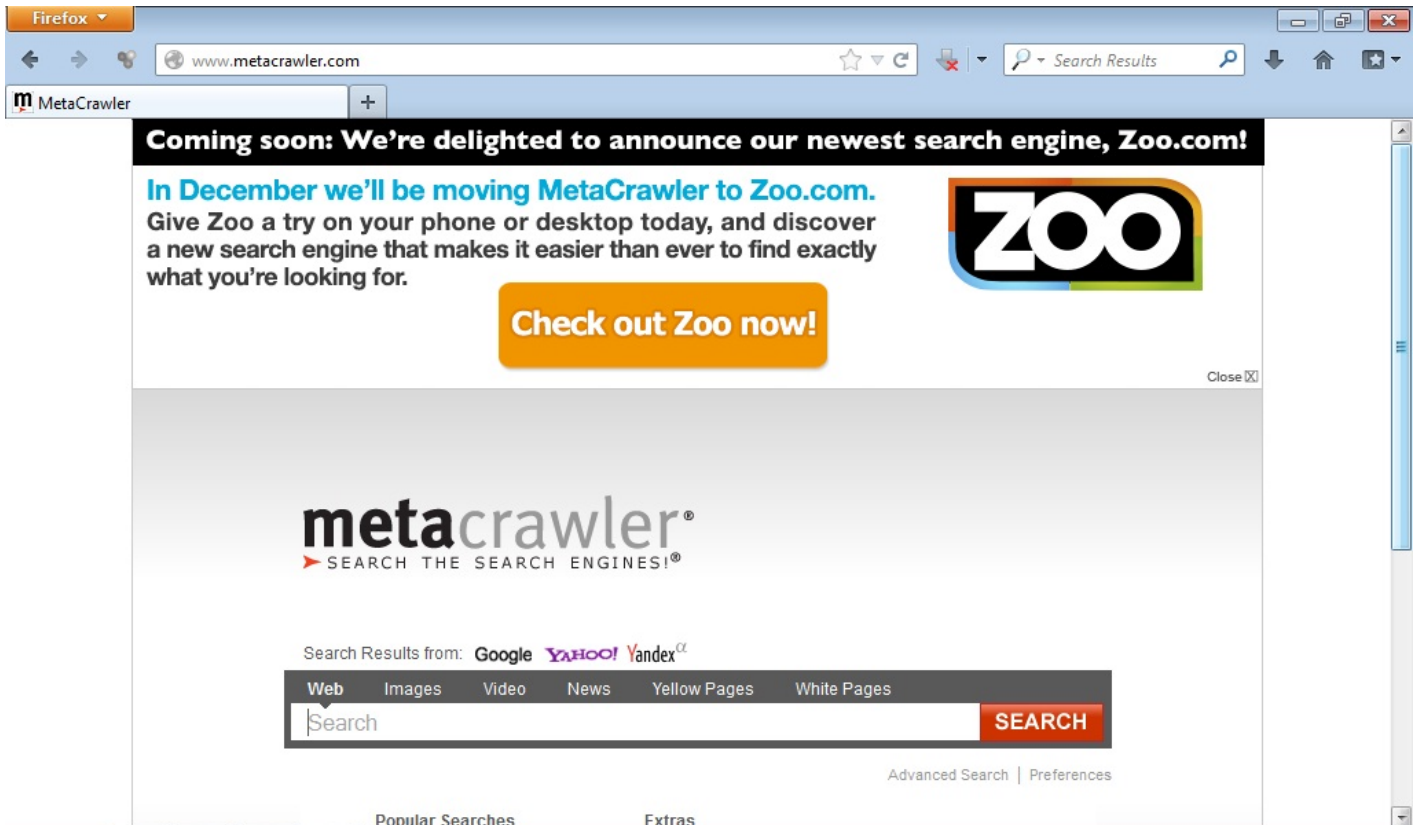 Firefox
www.metacrawler.com
Search Results
MetaCrawler
Coming soon: We're delighted to announce our newest search engine, Zoo.com!
In December we'll be moving MetaCrawler to Zoo.com.
Give Zoo a try on your phone or desktop today, and discover
a new search engine that makes it easier than ever to find exactly
what you're looking for.
ZOO
Check out Zoo now!
Close
metacrawler®
SEARCH THE SEARCH ENGINES!®
Search Results from: Google YAHOO! Yandex α
Web Images Video News Yellow Pages White Pages
Search SEARCH
Advanced Search | Preferences
Popular Searches Extras